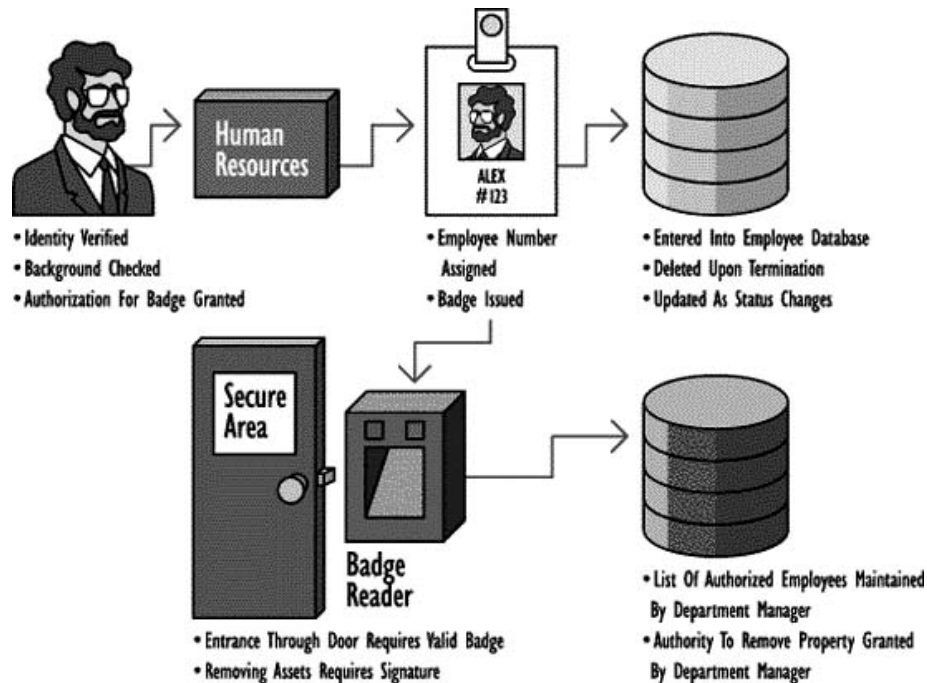 Human
Resources
ALEX
#123
• Identity Verified
• Background Checked
• Authorization For Badge Granted
• Employee Number
Assigned
• Badge Issued
• Entered Into Employee Database
• Deleted Upon Termination
• Updated As Status Changes
Secure
Area
Badge
Reader
• Entrance Through Door Requires Valid Badge
• Removing Assets Requires Signature
• List Of Authorized Employees Maintained
By Department Manager
• Authority To Remove Property Granted
By Department Manager